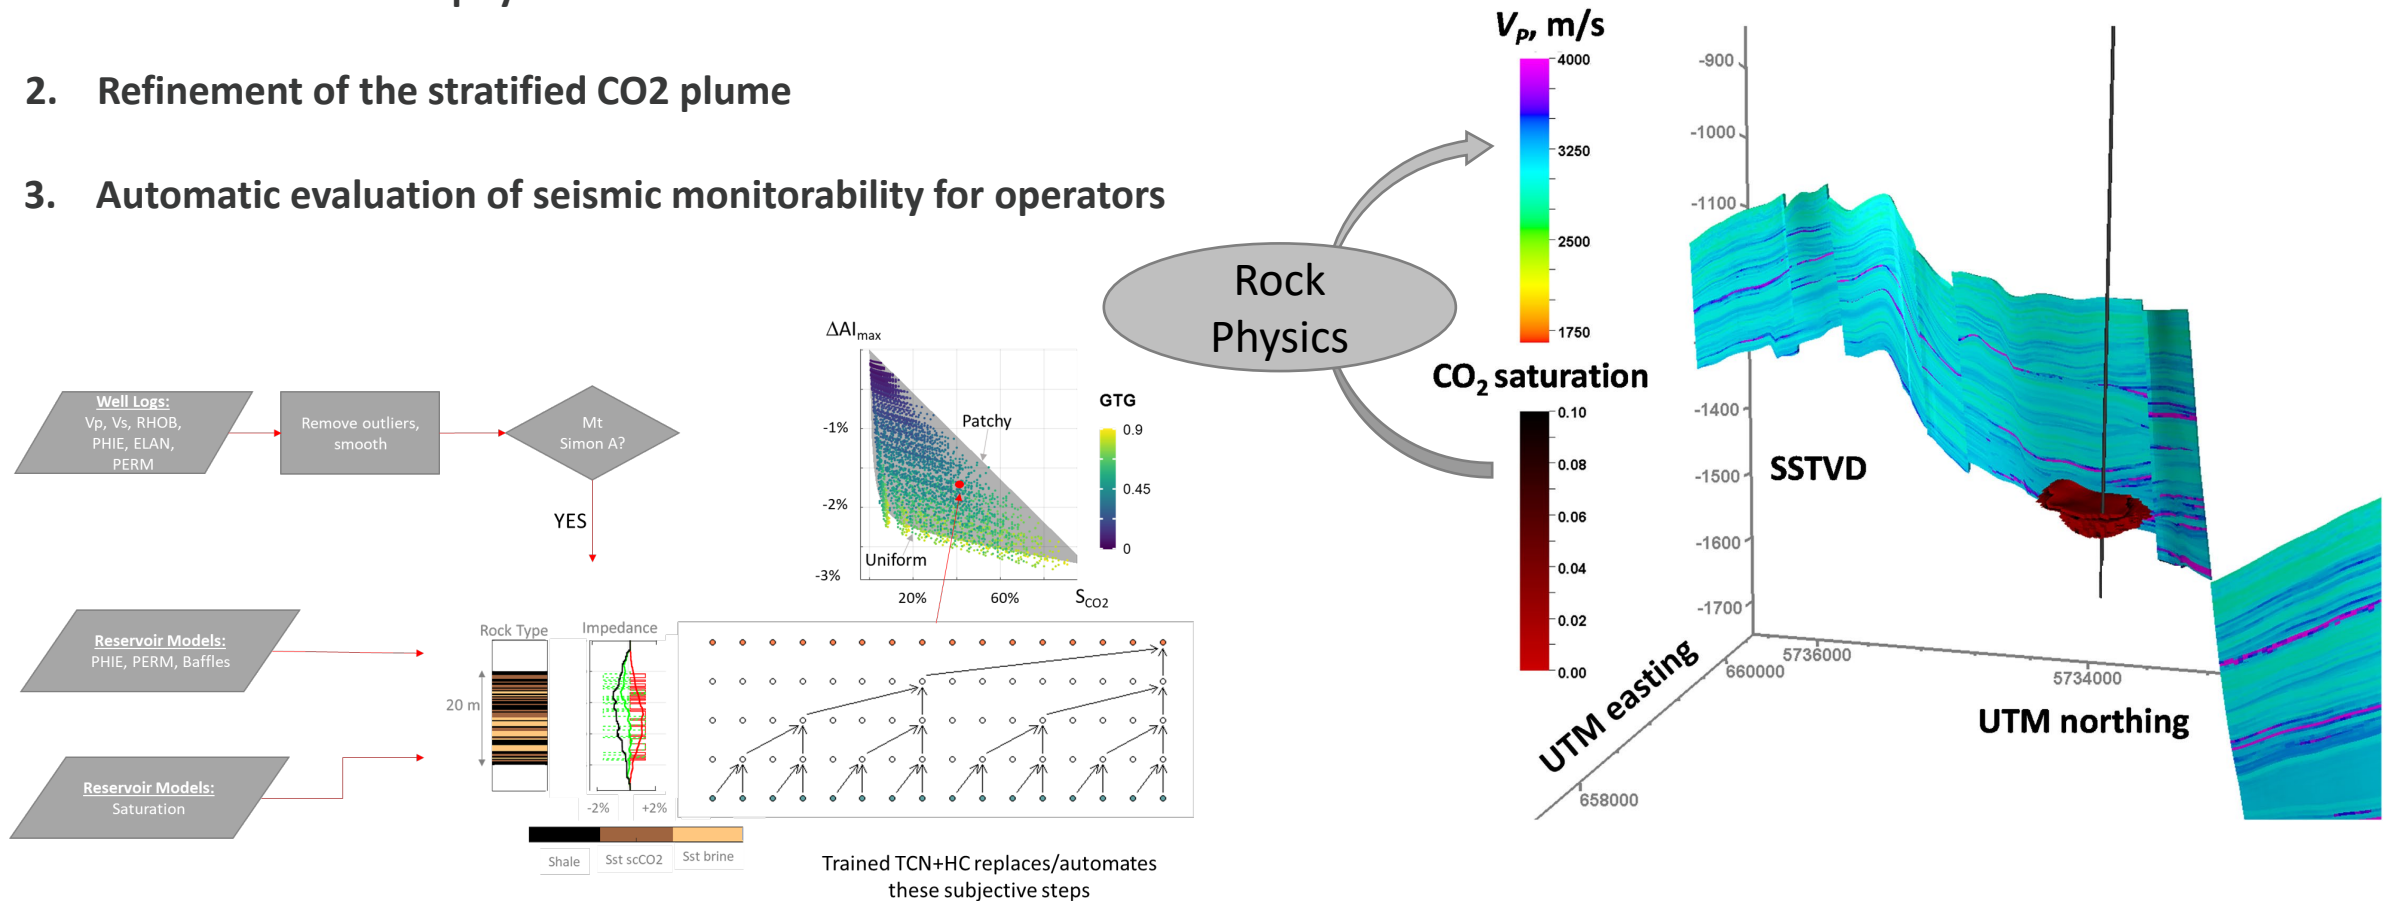 2. Refinement of the stratified CO2 plume
3. Automatic evaluation of seismic monitorability for operators
Well Logs:
Vp, Vs, RHOB,
PHIE, ELAN,
PERM
Remove outliers,
smooth
Mt
Simon A?
YES
Reservoir Models:
PHIE, PERM, Baffles
Reservoir Models:
Saturation
Rock Type
20 m
Impedance
-2%
+2%
Shale
Sst scCO2
Sst brine
ΔAImax
-1%
-2%
-3%
Patchy
Uniform
20%
60%
SCO2
GTG
0.9
0.45
0
Trained TCN+HC replaces/automates
these subjective steps
Rock
Physics
VP, m/s
4000
3250
2500
1750
CO2 saturation
0.10
0.08
0.06
0.04
0.02
0.00
-900
-1000
-1100
-1400
-1500
-1600
-1700
SSTVD
UTM easting
660000
658000
5736000
5734000
UTM northing